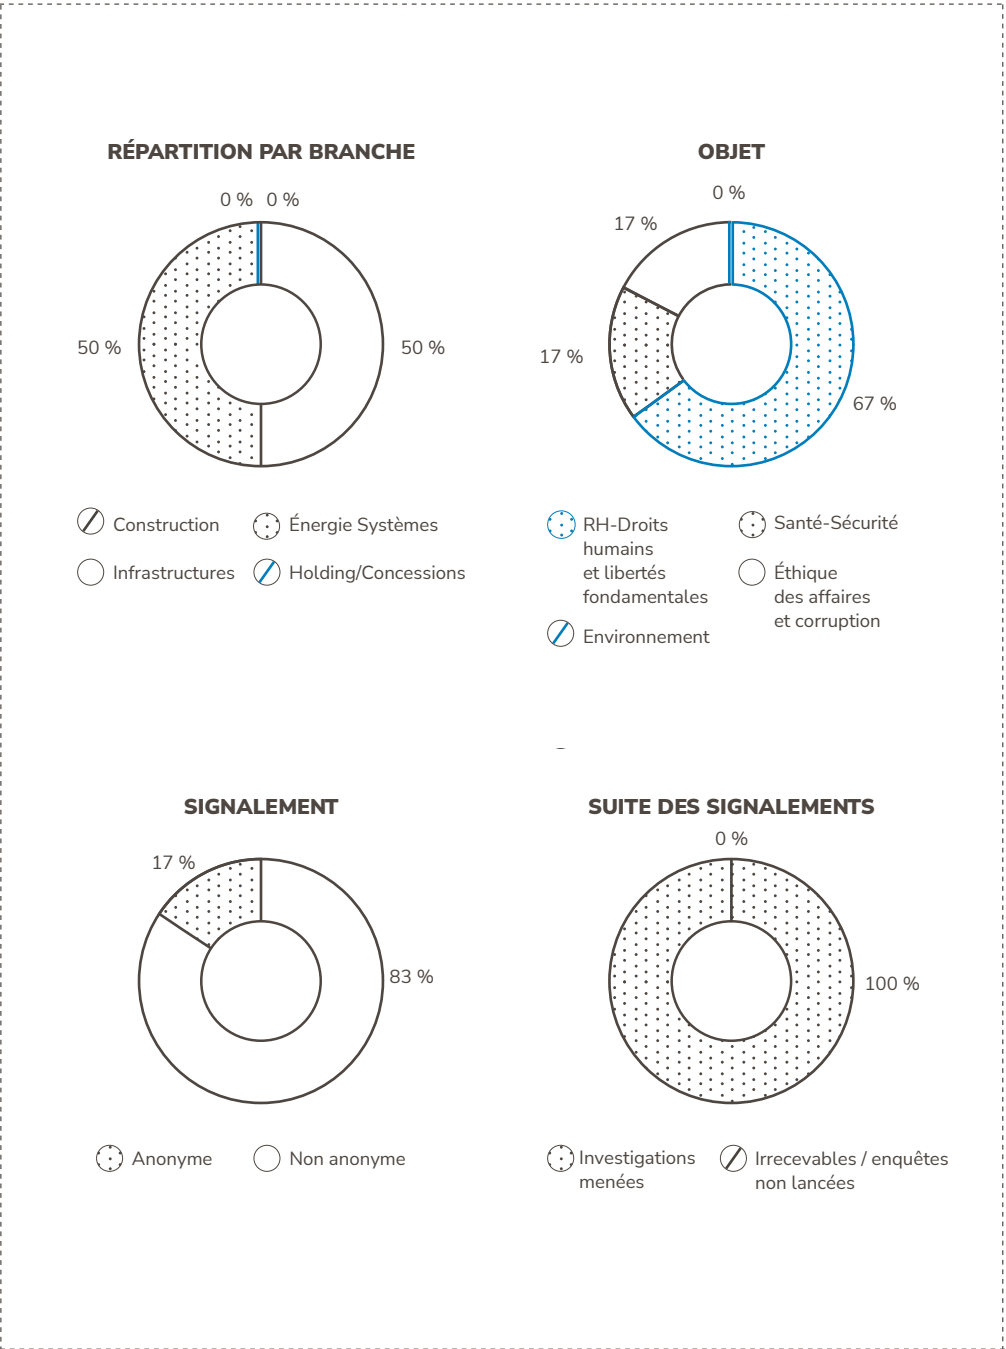 RÉPARTITION PAR BRANCHE
0 % 0 %
50 %
50 %
Construction
Énergie Systèmes
Infrastructures
Holding/Concessions
OBJET
0 %
17 %
17 %
67 %
RH-Droits
humains
et libertés
fondamentales
Environnement
Santé-Sécurité
Éthique
des affaires
et corruption
SIGNALEMENT
17 %
83 %
Anonyme
Non anonyme
SUITE DES SIGNALEMENTS
0 %
100 %
Investigations
menées
Irrecevables / enquêtes
non lancées